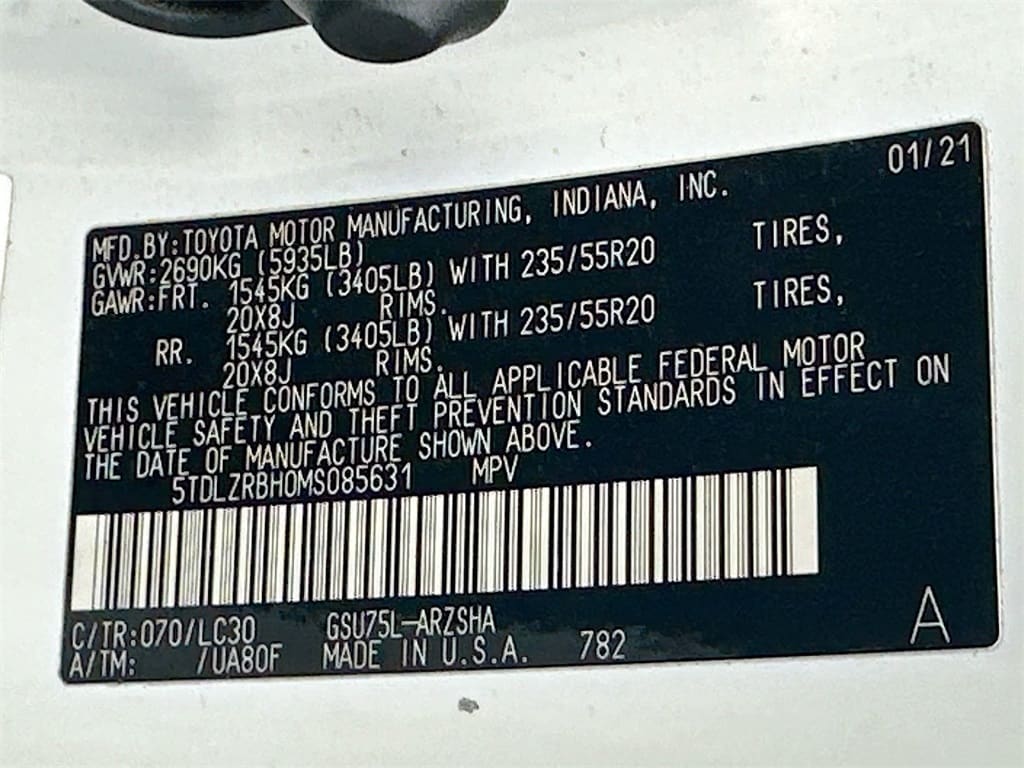 01/21
MFD.BY:TOYOTA MOTOR MANUFACTURING, INDIANA, INC.
GVWR:2690KG (5935LB)
GAWR:FRT. 1545KG (3405LB) WITH 235/55R20 TIRES,
20X8J RIMS.
RR. 1545KG (3405LB) WITH 235/55R20 TIRES,
20X8J RIMS.
THIS VEHICLE CONFORMS TO ALL APPLICABLE FEDERAL MOTOR
VEHICLE SAFETY AND THEFT PREVENTION STANDARDS IN EFFECT ON
THE DATE OF MANUFACTURE SHOWN ABOVE.
5TDLZRBH0MS085631 MPV
C/TR:070/LC30 GSU75L-ARZSHA
A/TM: /UA80F MADE IN U.S.A. 782 A